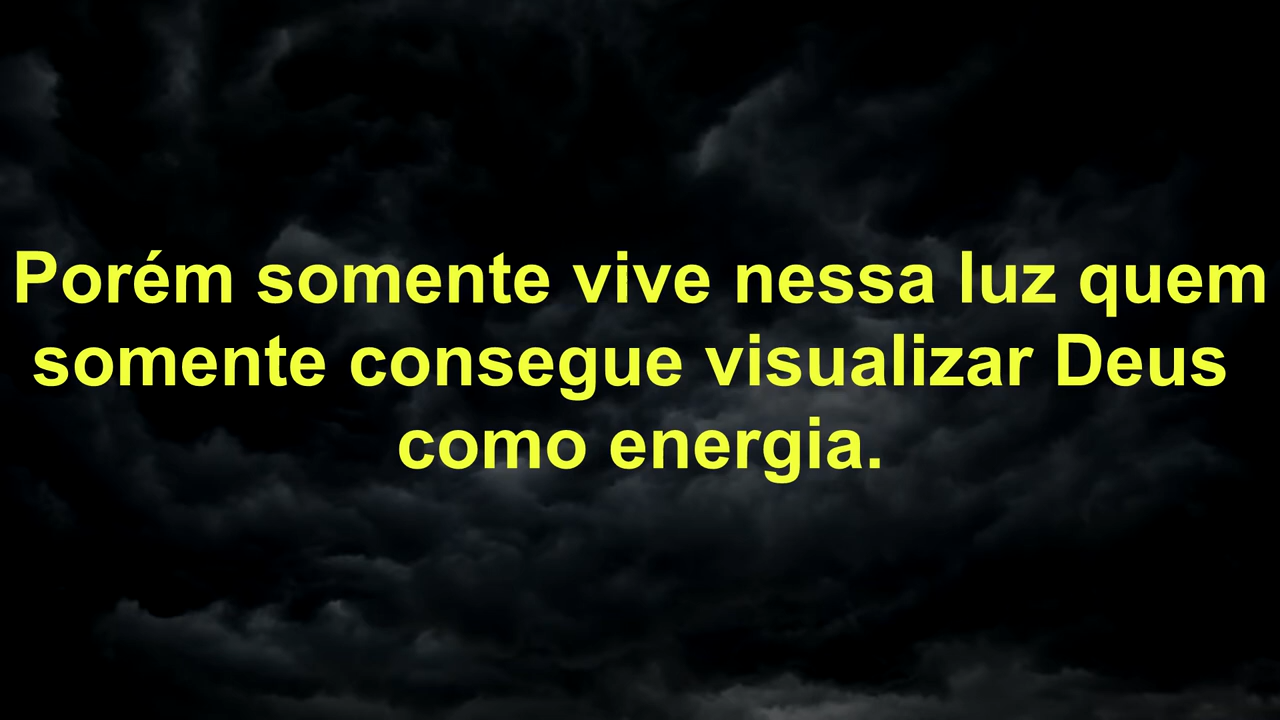 Porém somente vive nessa luz quem
somente consegue visualizar Deus
como energia.